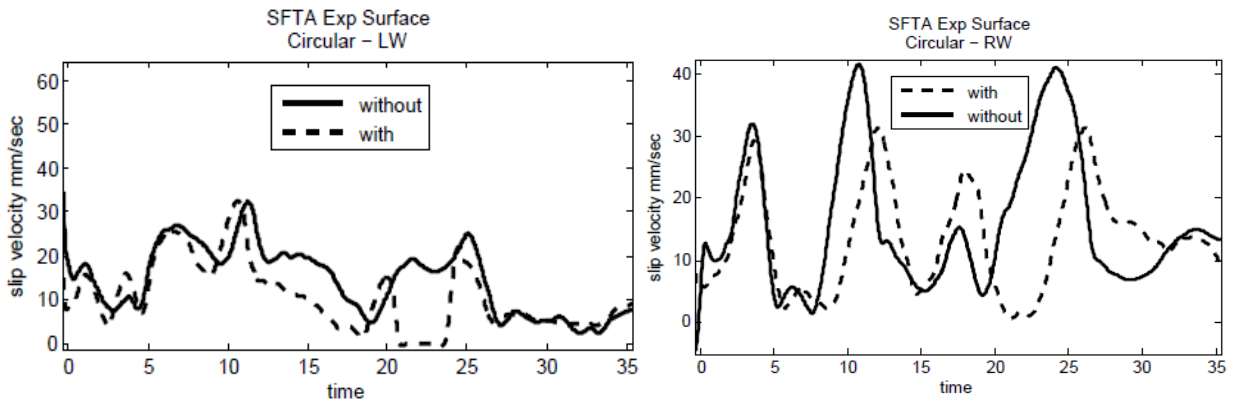 SFTA Exp Surface
Circular – LW
slip velocity mm/sec
60
50
40
30
20
10
0
without
with
0 5 10 15 20 25 30 35
time
SFTA Exp Surface
Circular – RW
slip velocity mm/sec
40
30
20
10
0
with
without
0 5 10 15 20 25 30 35
time